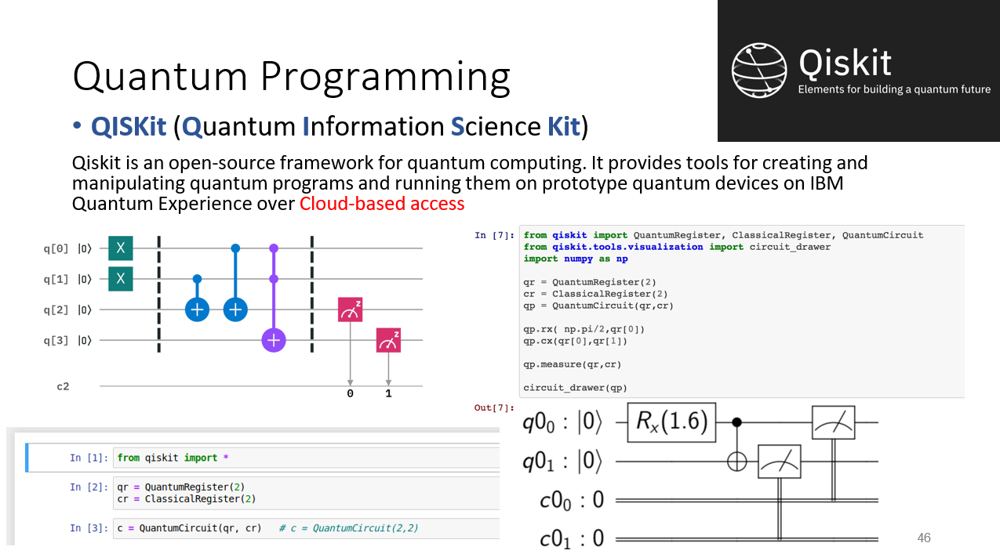 Qiskit
Elements for building a quantum future
Quantum Programming
• QISKit (Quantum Information Science Kit)
Qiskit is an open-source framework for quantum computing. It provides tools for creating and
manipulating quantum programs and running them on prototype quantum devices on IBM
Quantum Experience over Cloud-based access
q[0] |0⟩ X
q[1] |0⟩ X
q[2] |0⟩ + + z
q[3] |0⟩ + z
c2
0 1
In [7]: from qiskit import QuantumRegister, ClassicalRegister, QuantumCircuit
from qiskit.tools.visualization import circuit_drawer
import numpy as np
qr = QuantumRegister(2)
cr = ClassicalRegister(2)
qp = QuantumCircuit(qr,cr)
qp.rx( np.pi/2,qr[0])
qp.cx(qr[0],qr[1])
qp.measure(qr,cr)
circuit_drawer(qp)
Out[7]:
q0₀ : |0⟩ Rₓ(1.6)
q0₁ : |0⟩
c0₀ : 0
c0₁ : 0
In [1]: from qiskit import *
In [2]: qr = QuantumRegister(2)
cr = ClassicalRegister(2)
In [3]: c = QuantumCircuit(qr, cr) # c = QuantumCircuit(2,2)
46